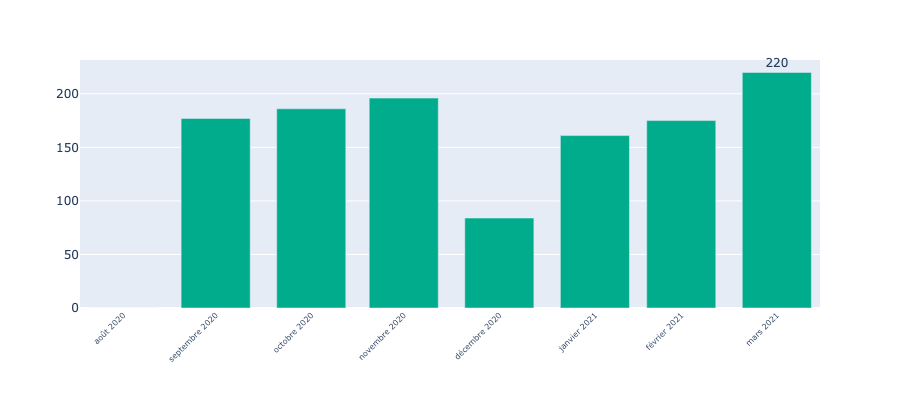 220
200
150
100
50
0
août 2020
septembre 2020
octobre 2020
novembre 2020
décembre 2020
janvier 2021
février 2021
mars 2021